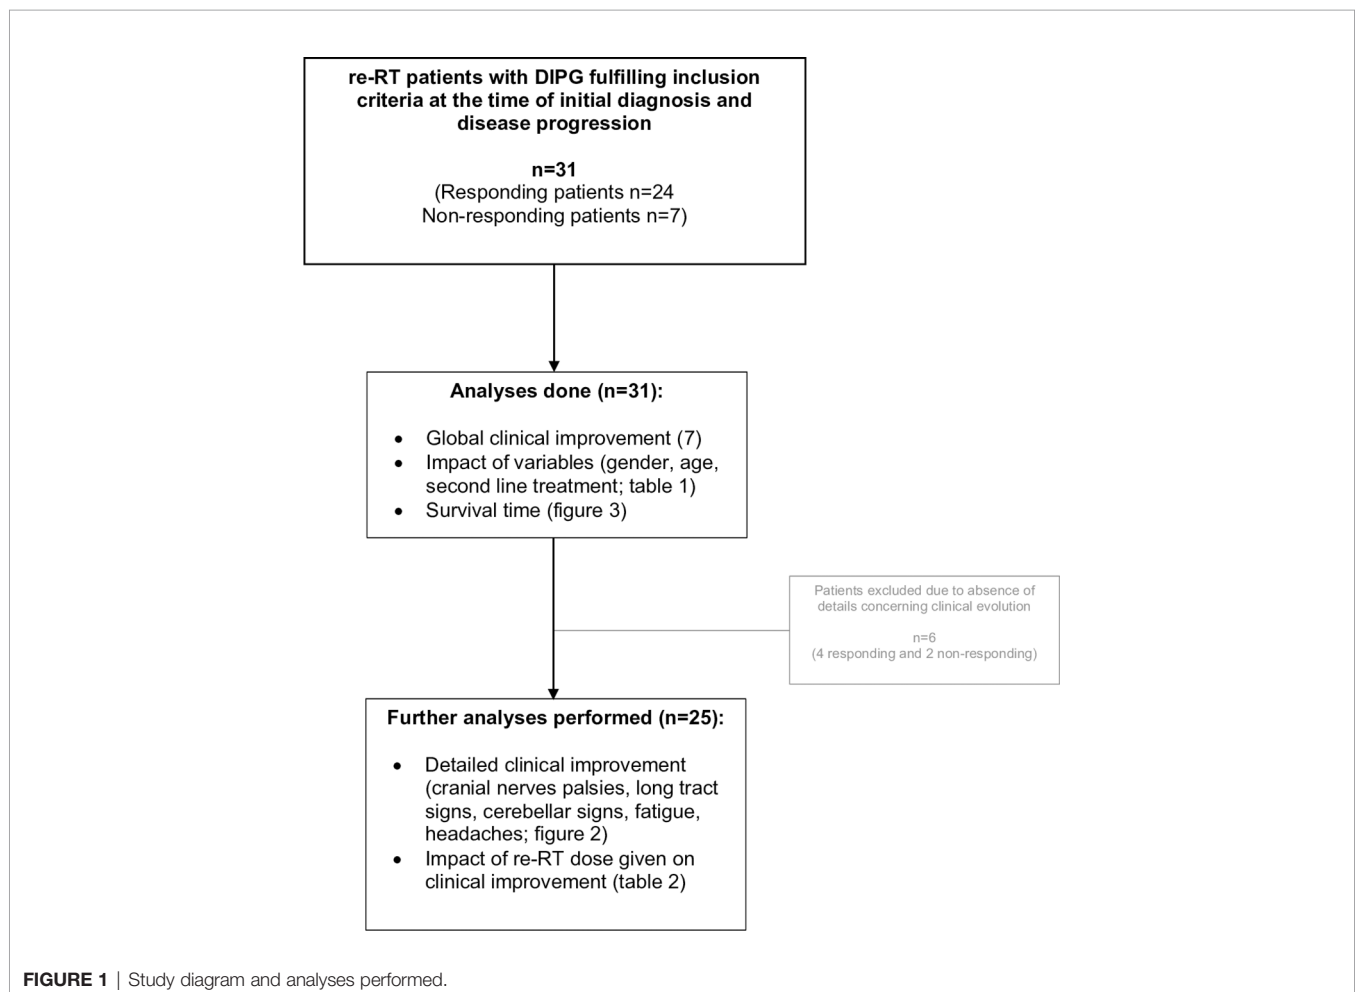 re-RT patients with DIPG fulfilling inclusion
criteria at the time of initial diagnosis and
disease progression
n=31
(Responding patients n=24
Non-responding patients n=7)
Analyses done (n=31):
• Global clinical improvement (7)
• Impact of variables (gender, age,
second line treatment; table 1)
• Survival time (figure 3)
Patients excluded due to absence of
details concerning clinical evolution
n=6
(4 responding and 2 non-responding)
Further analyses performed (n=25):
• Detailed clinical improvement
(cranial nerves palsies, long tract
signs, cerebellar signs, fatigue,
headaches; figure 2)
• Impact of re-RT dose given on
clinical improvement (table 2)
FIGURE 1 | Study diagram and analyses performed.